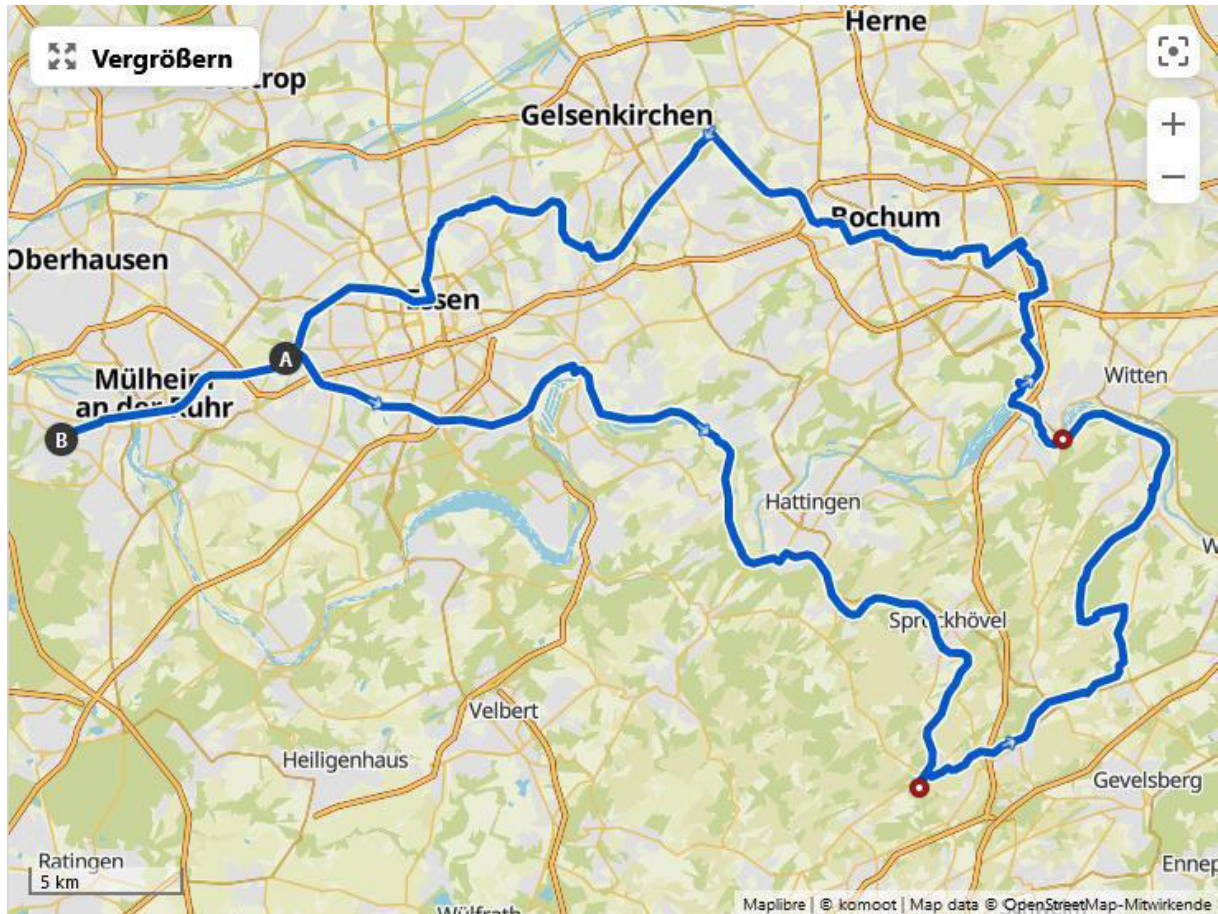 Herne
Vergrößern
Gelsenkirchen
Bochum
Oberhausen
Essen
A
Mülheim
an der Ruhr
Witten
B
Hattingen
Sprockhövel
Velbert
Heiligenhaus
Gevelsberg
Ratingen
5 km
Maplibre | © komoot | Map data © OpenStreetMap-Mitwirkende
Wülfrath